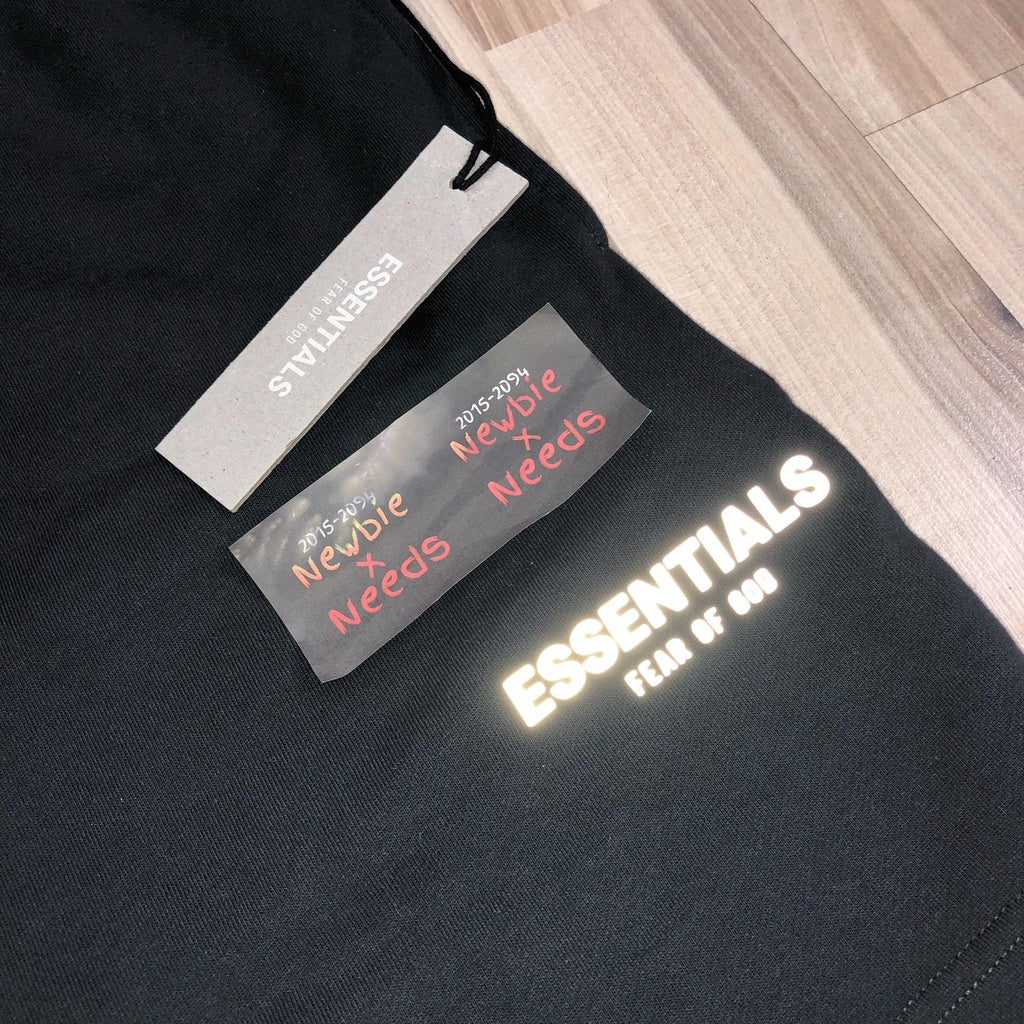 ESSENTIALS
FEAR OF GOD
2015-2094
Newbie
x
Needs
2015-2094
Newbie
x
Needs
ESSENTIALS
FEAR OF GOD